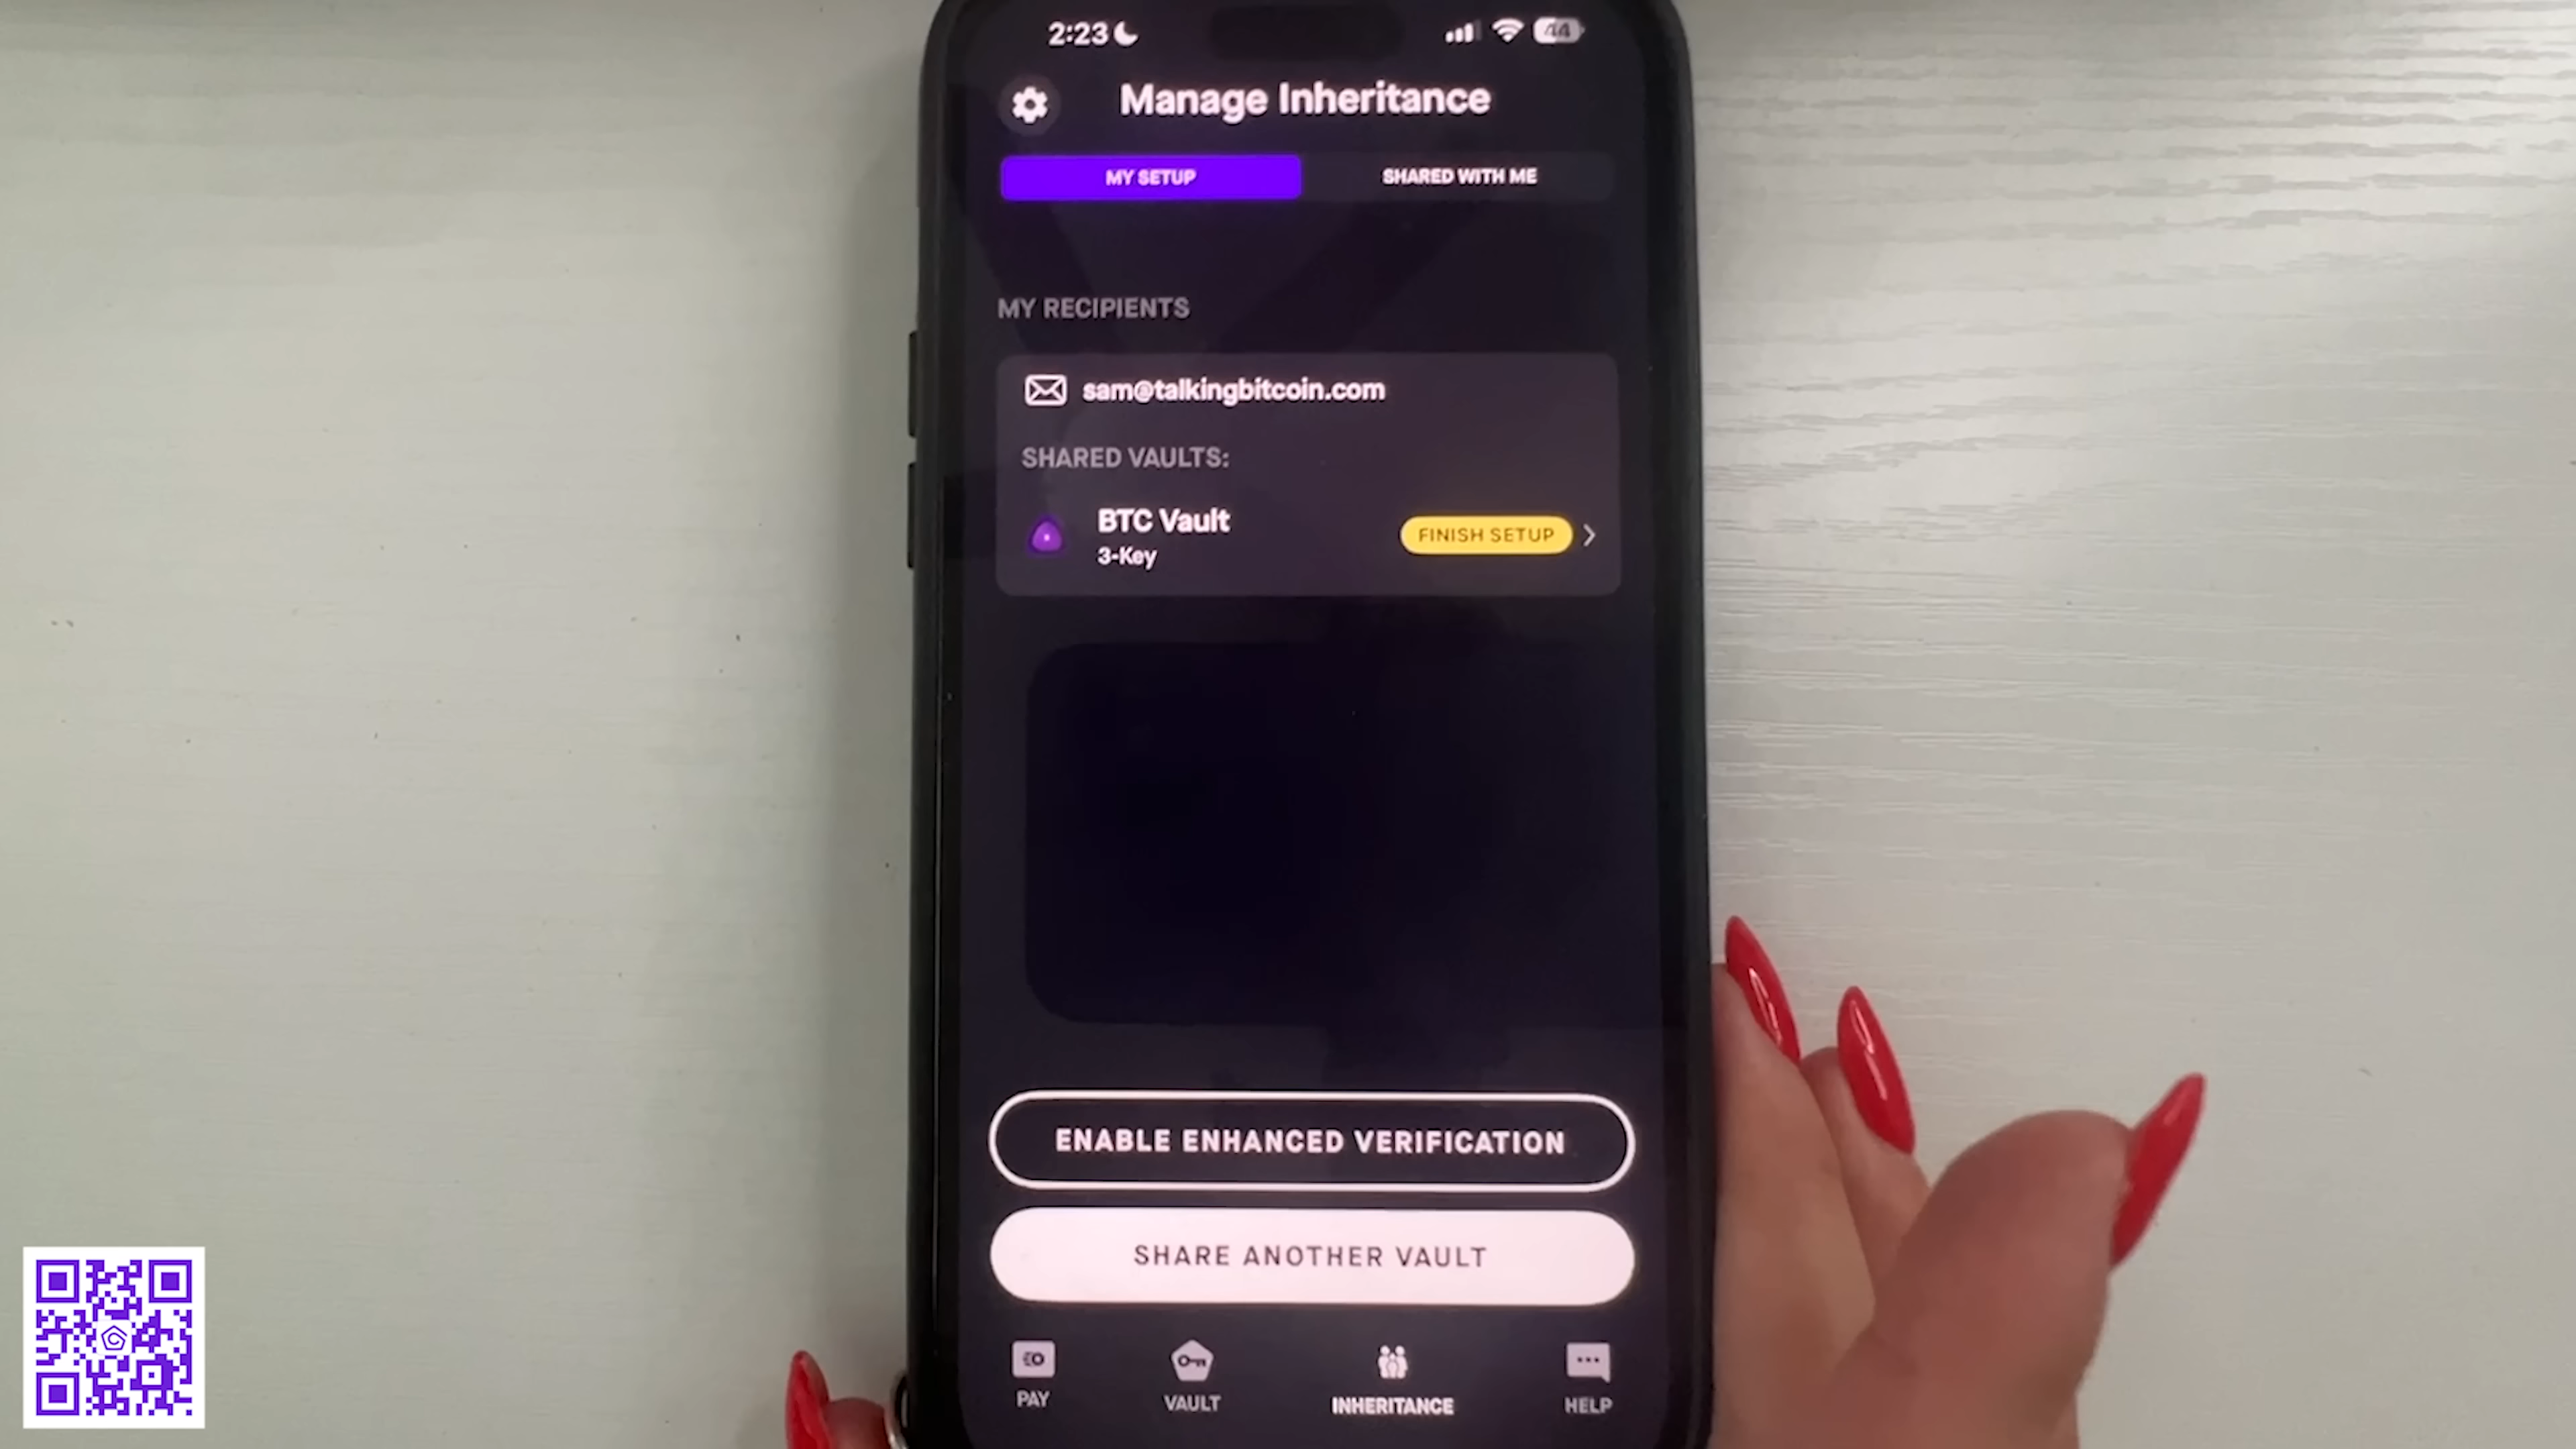 2:23
44
Manage Inheritance
MY SETUP
SHARED WITH ME
MY RECIPIENTS
sam@talkingbitcoin.com
SHARED VAULTS:
BTC Vault
3-Key
FINISH SETUP
ENABLE ENHANCED VERIFICATION
SHARE ANOTHER VAULT
PAY
VAULT
INHERITANCE
HELP